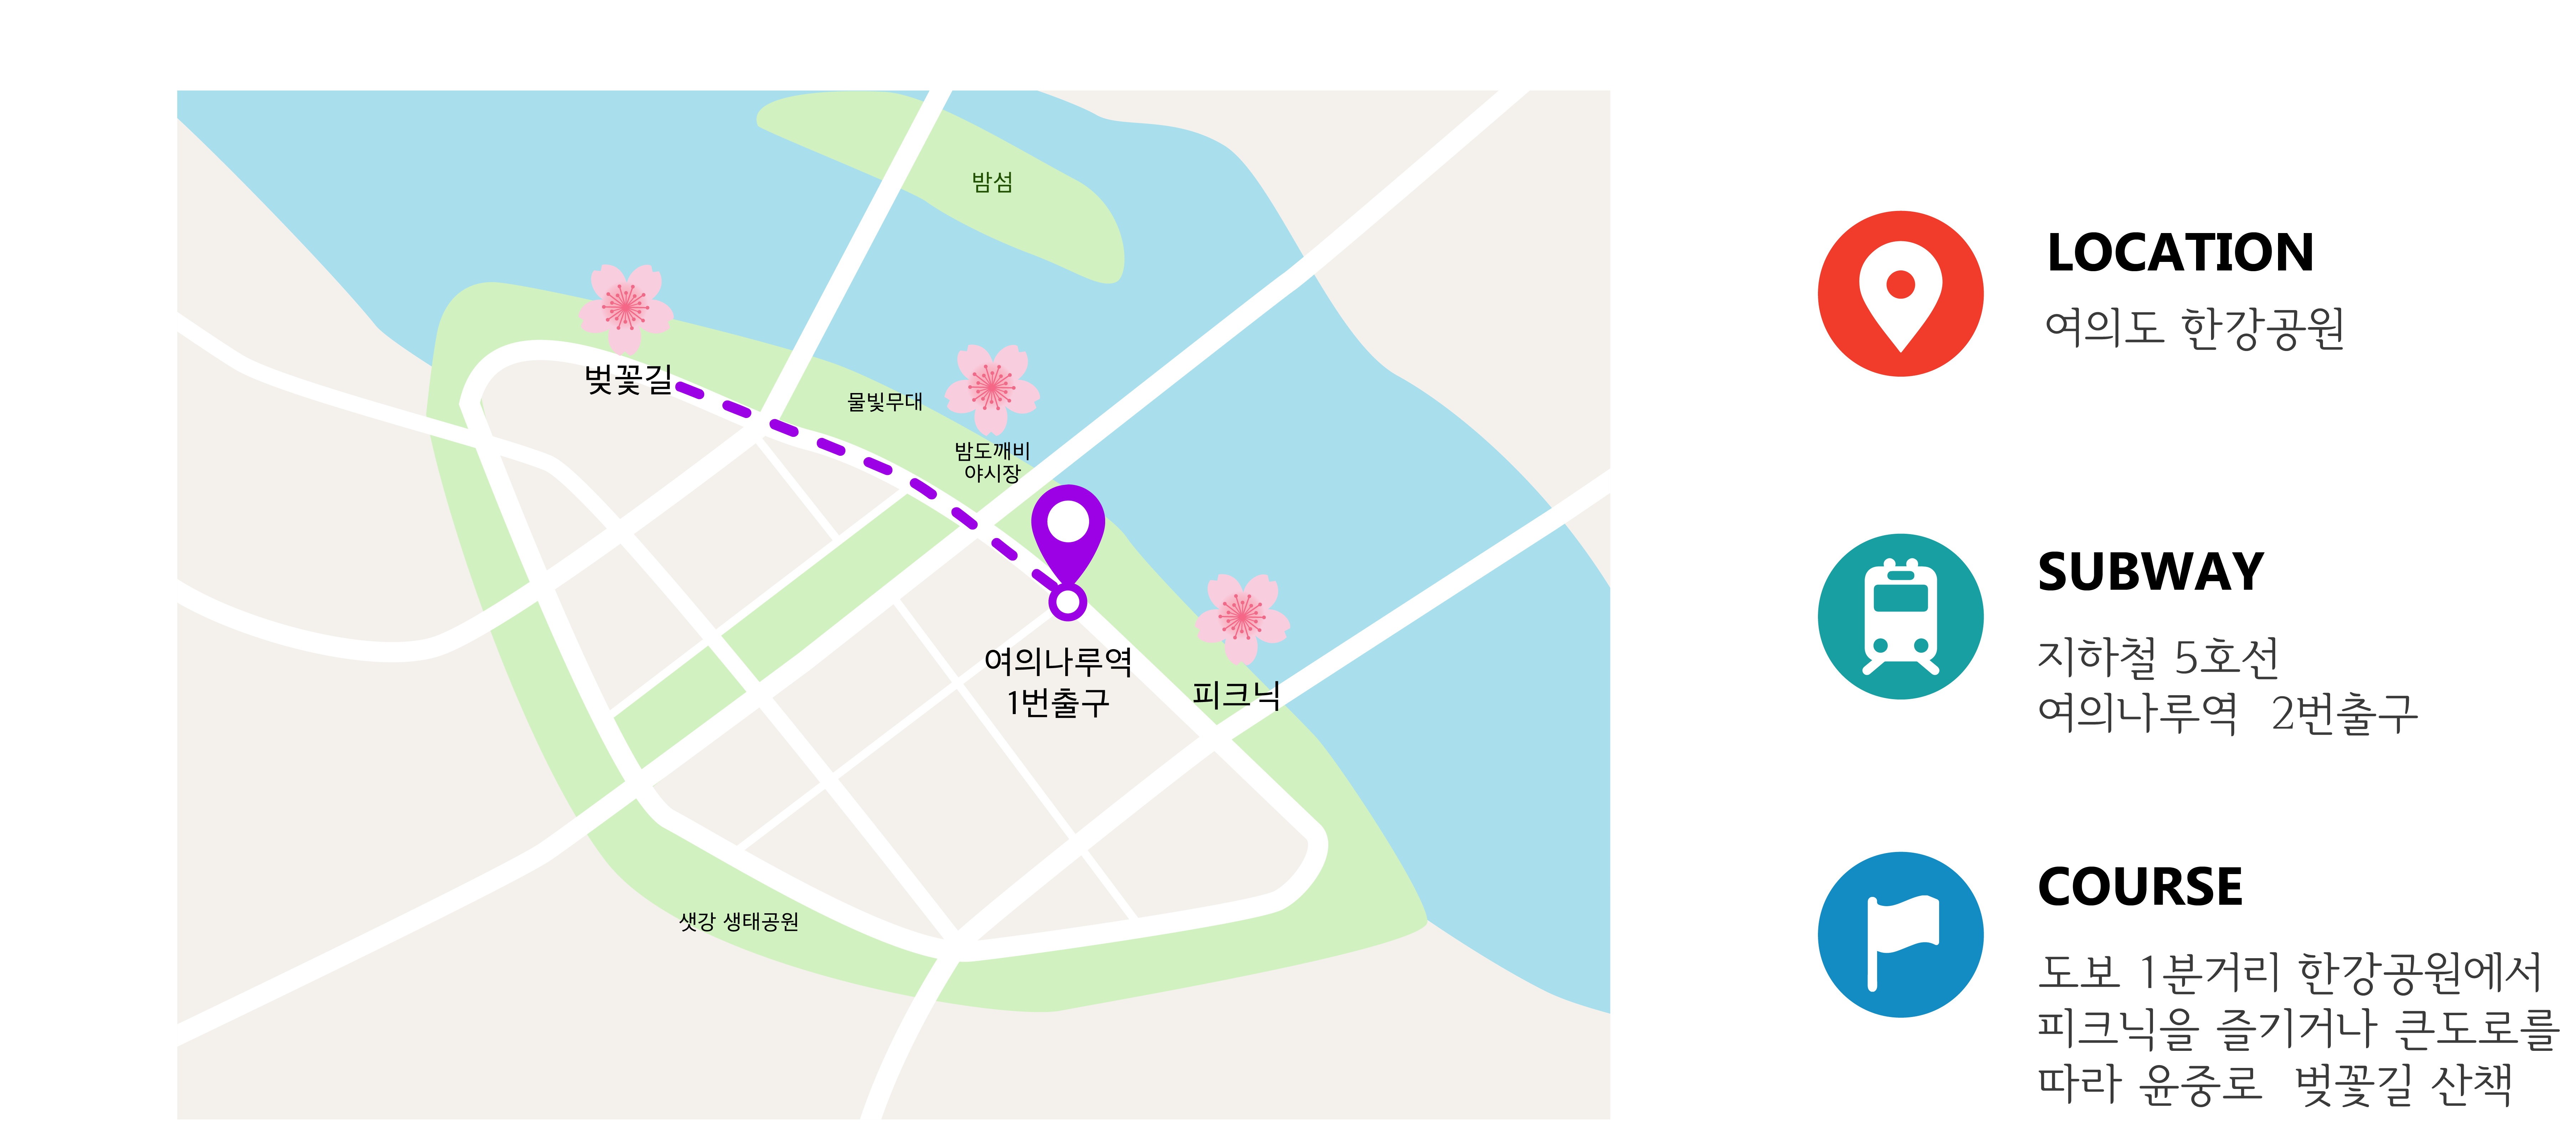 밤섬
벚꽃길
물빛무대
밤도깨비
야시장
여의나루역
1번출구
피크닉
샛강 생태공원
LOCATION
여의도 한강공원
SUBWAY
지하철 5호선
여의나루역 2번출구
COURSE
도보 1분거리 한강공원에서
피크닉을 즐기거나 큰도로를
따라 윤중로 벚꽃길 산책